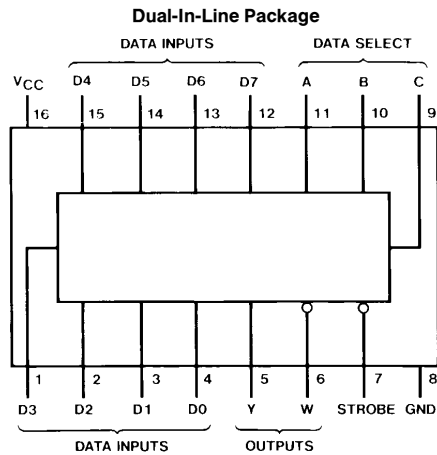 Dual-In-Line Package
DATA INPUTS DATA SELECT
VCC D4 D5 D6 D7 A B C
16 15 14 13 12 11 10 9
1 2 3 4 5 6 7 8
D3 D2 D1 D0 Y W STROBE GND
DATA INPUTS OUTPUTS